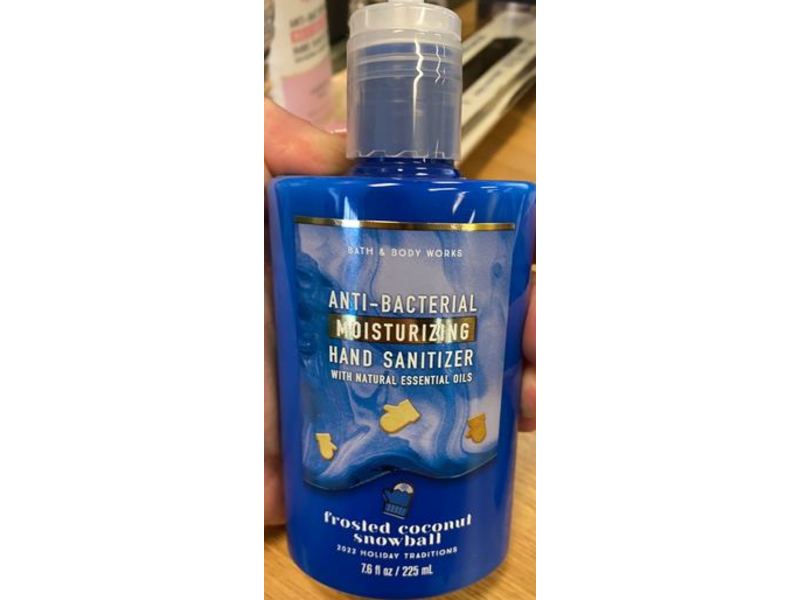 BATH & BODY WORKS
ANTI-BACTERIAL
MOISTURIZING
HAND SANITIZER
WITH NATURAL ESSENTIAL OILS
frosted coconut
snowball
2022 HOLIDAY TRADITIONS
7.6 fl oz / 225 mL